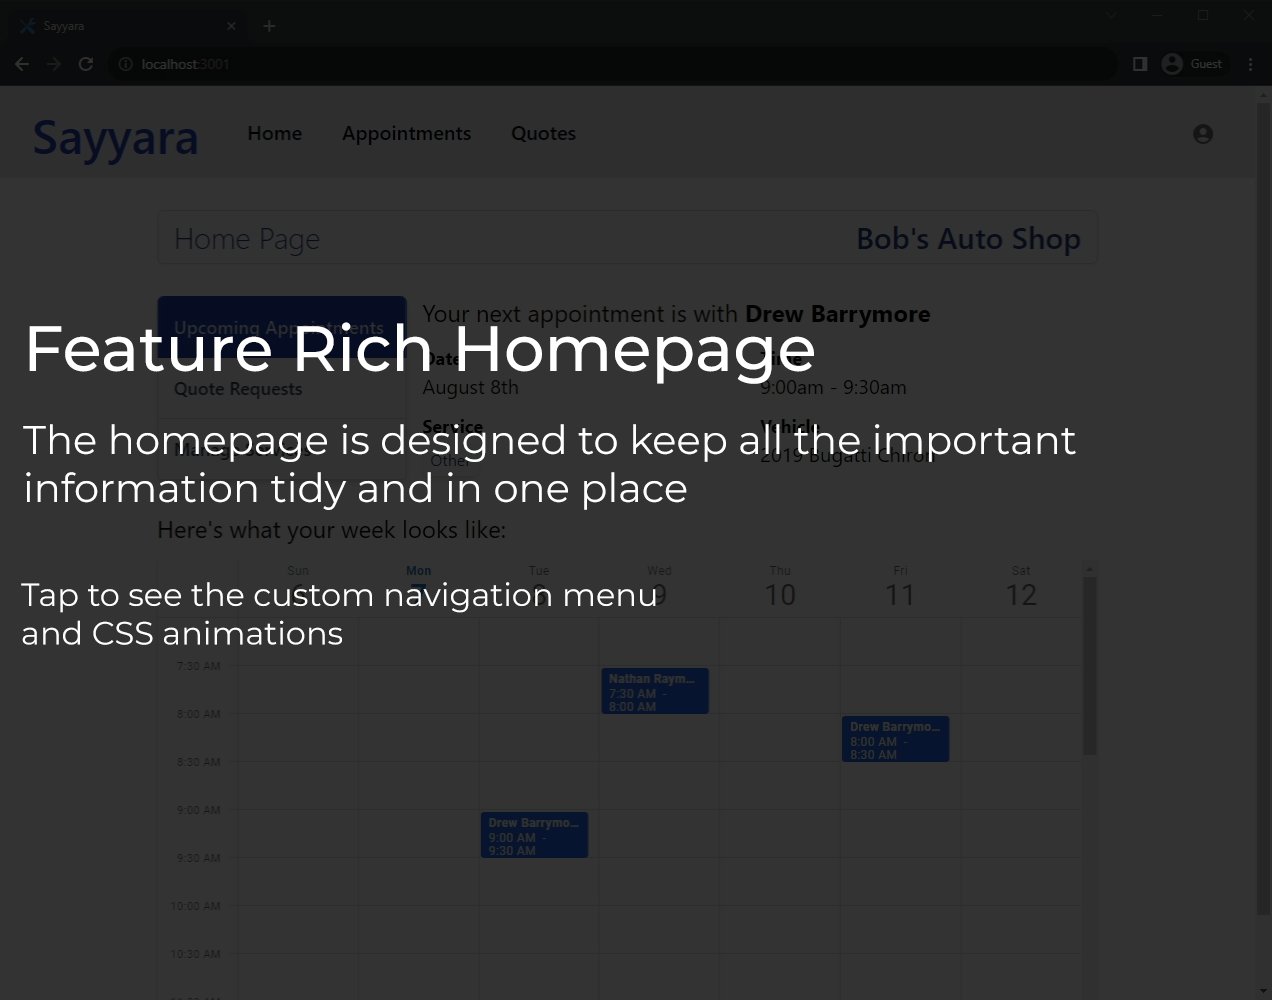 Sayyara
localhost:3001
Guest
Sayyara
Home
Appointments
Quotes
Home Page
Bob's Auto Shop
Upcoming Appointments
Your next appointment is with Drew Barrymore
Feature Rich Homepage
Date
Time
Quote Requests
August 8th
9:00am - 9:30am
Service
Vehicle
The homepage is designed to keep all the important
Other
2019 Bugatti Chiron
information tidy and in one place
Here's what your week looks like:
Sun Mon Tue Wed Thu Fri Sat
7 8 9 10 11 12
Tap to see the custom navigation menu
and CSS animations
7:30 AM
Nathan Raym...
7:30 AM -
8:00 AM
8:00 AM
Drew Barrymo...
8:00 AM -
8:30 AM
8:30 AM
9:00 AM
Drew Barrymo...
9:00 AM -
9:30 AM
9:30 AM
10:00 AM
10:30 AM